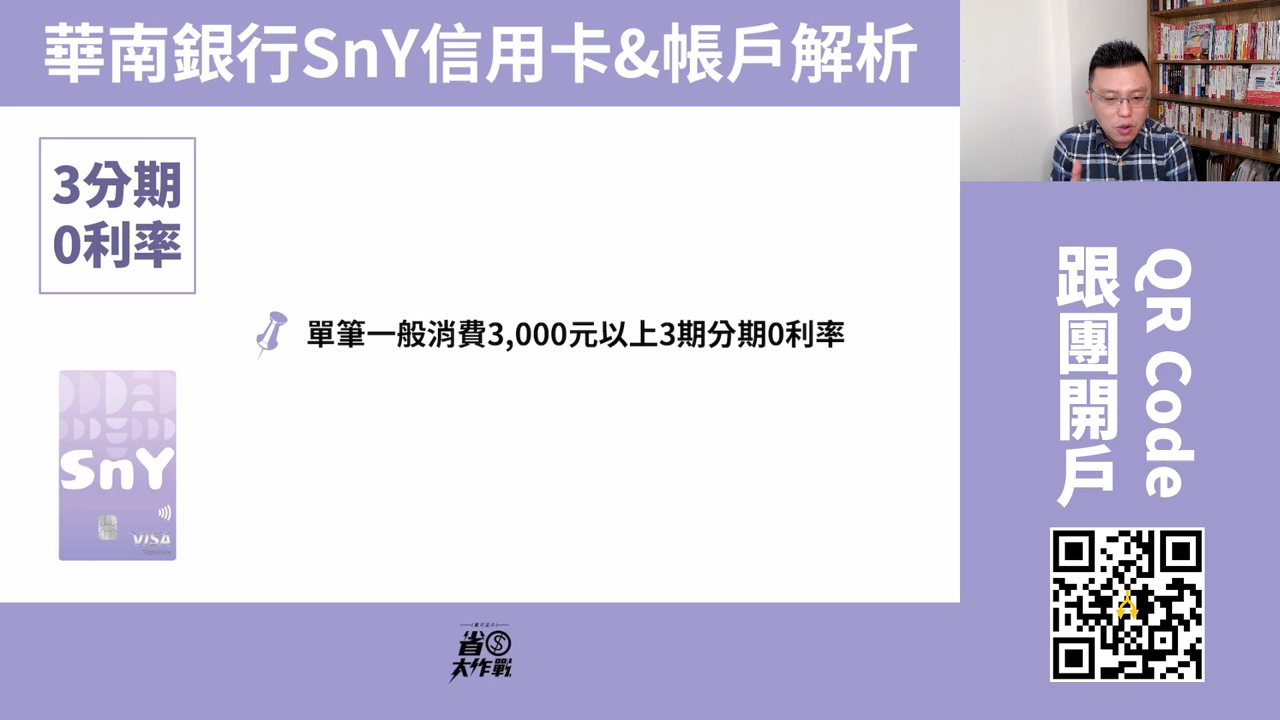 華南銀行SnY信用卡&帳戶解析
3分期
0利率
單筆一般消費3,000元以上3期分期0利率
SnY
VISA
Signature
QR Code
跟團開戶
省
大作戰